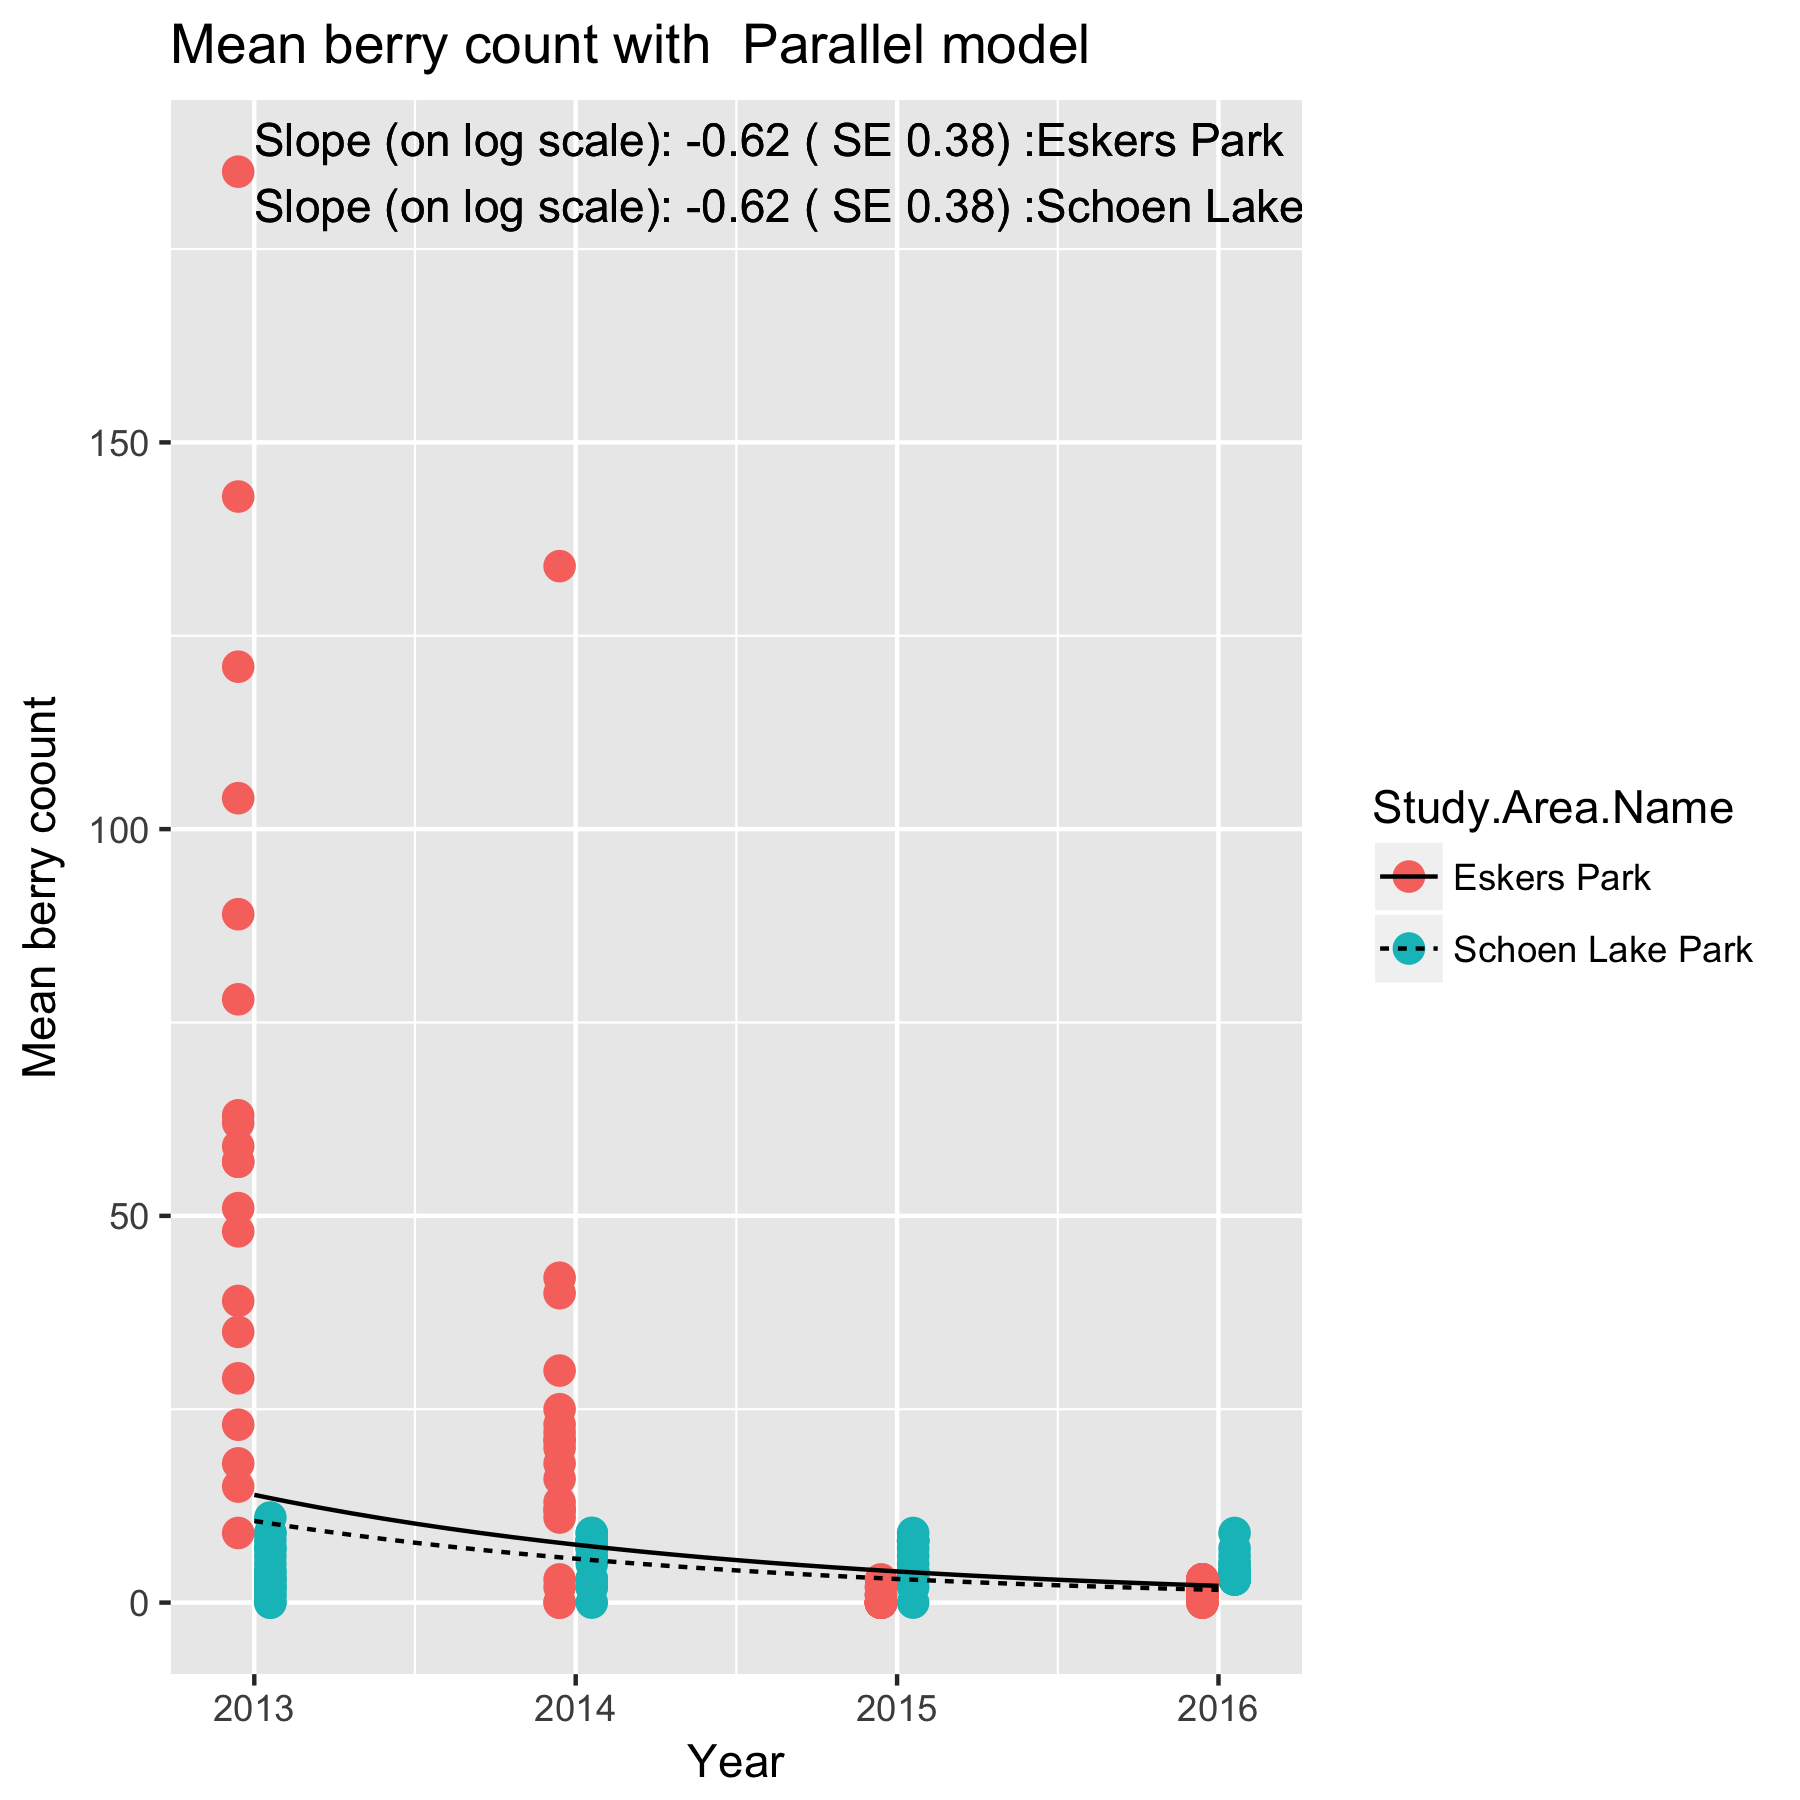 Mean berry count with  Parallel model
Slope (on log scale): -0.62 ( SE 0.38) :Eskers Park
Slope (on log scale): -0.62 ( SE 0.38) :Schoen Lake
Mean berry count
150
100
50
0
2013 2014 2015 2016
Year
Study.Area.Name
Eskers Park
Schoen Lake Park